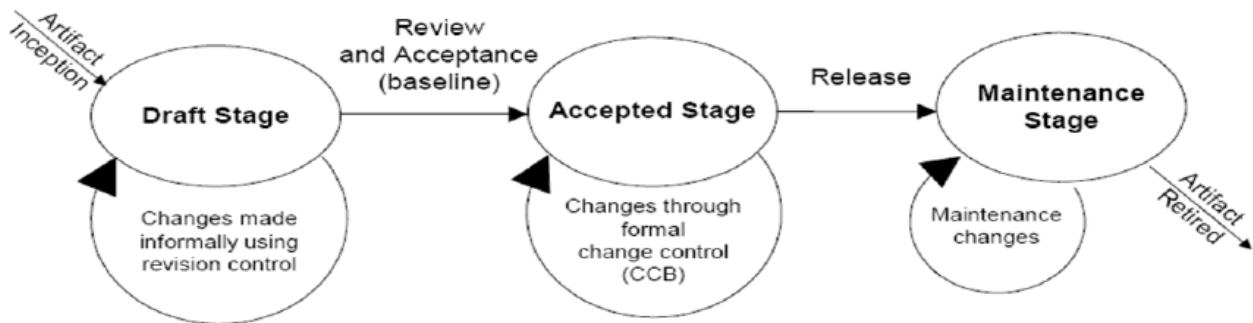 Artifact
Inception
Draft Stage
Changes made
informally using
revision control
Review
and Acceptance
(baseline)
Accepted Stage
Changes through
formal
change control
(CCB)
Release
Maintenance
Stage
Maintenance
changes
Artifact
Retired